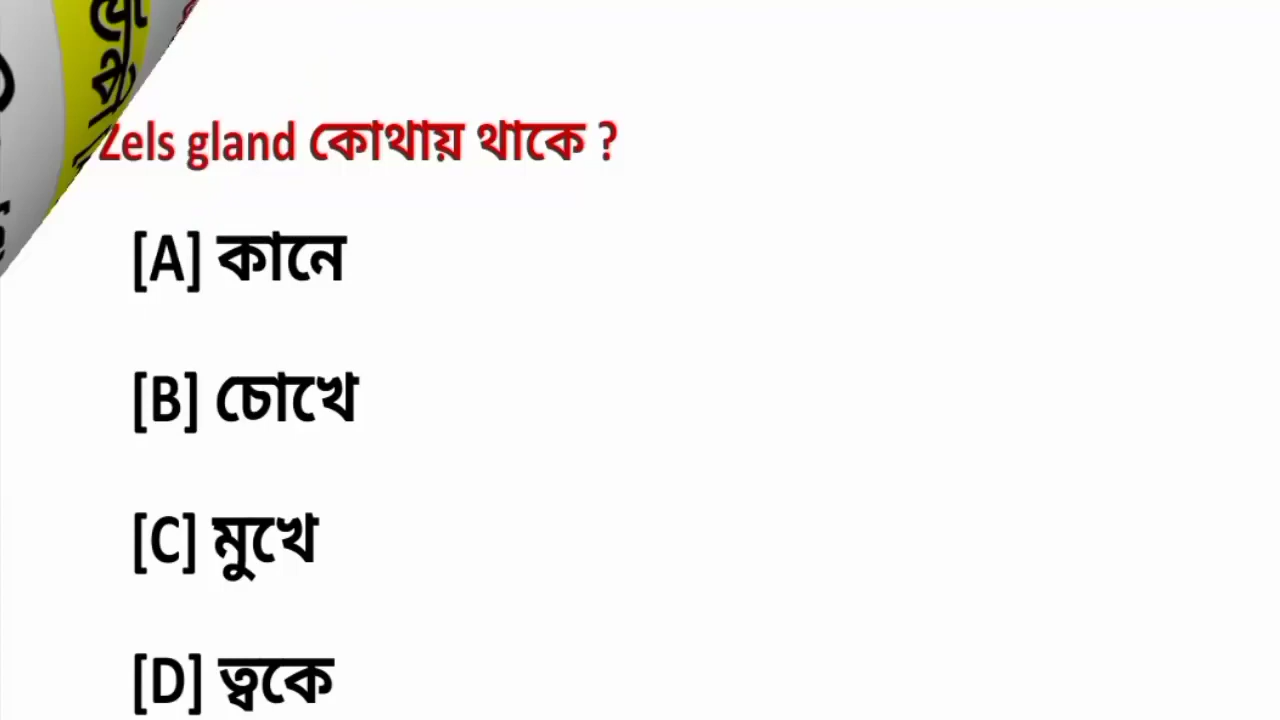 Zels gland কোথায় থাকে ?
[A] কানে
[B] চোখে
[C] মুখে
[D] ত্বকে